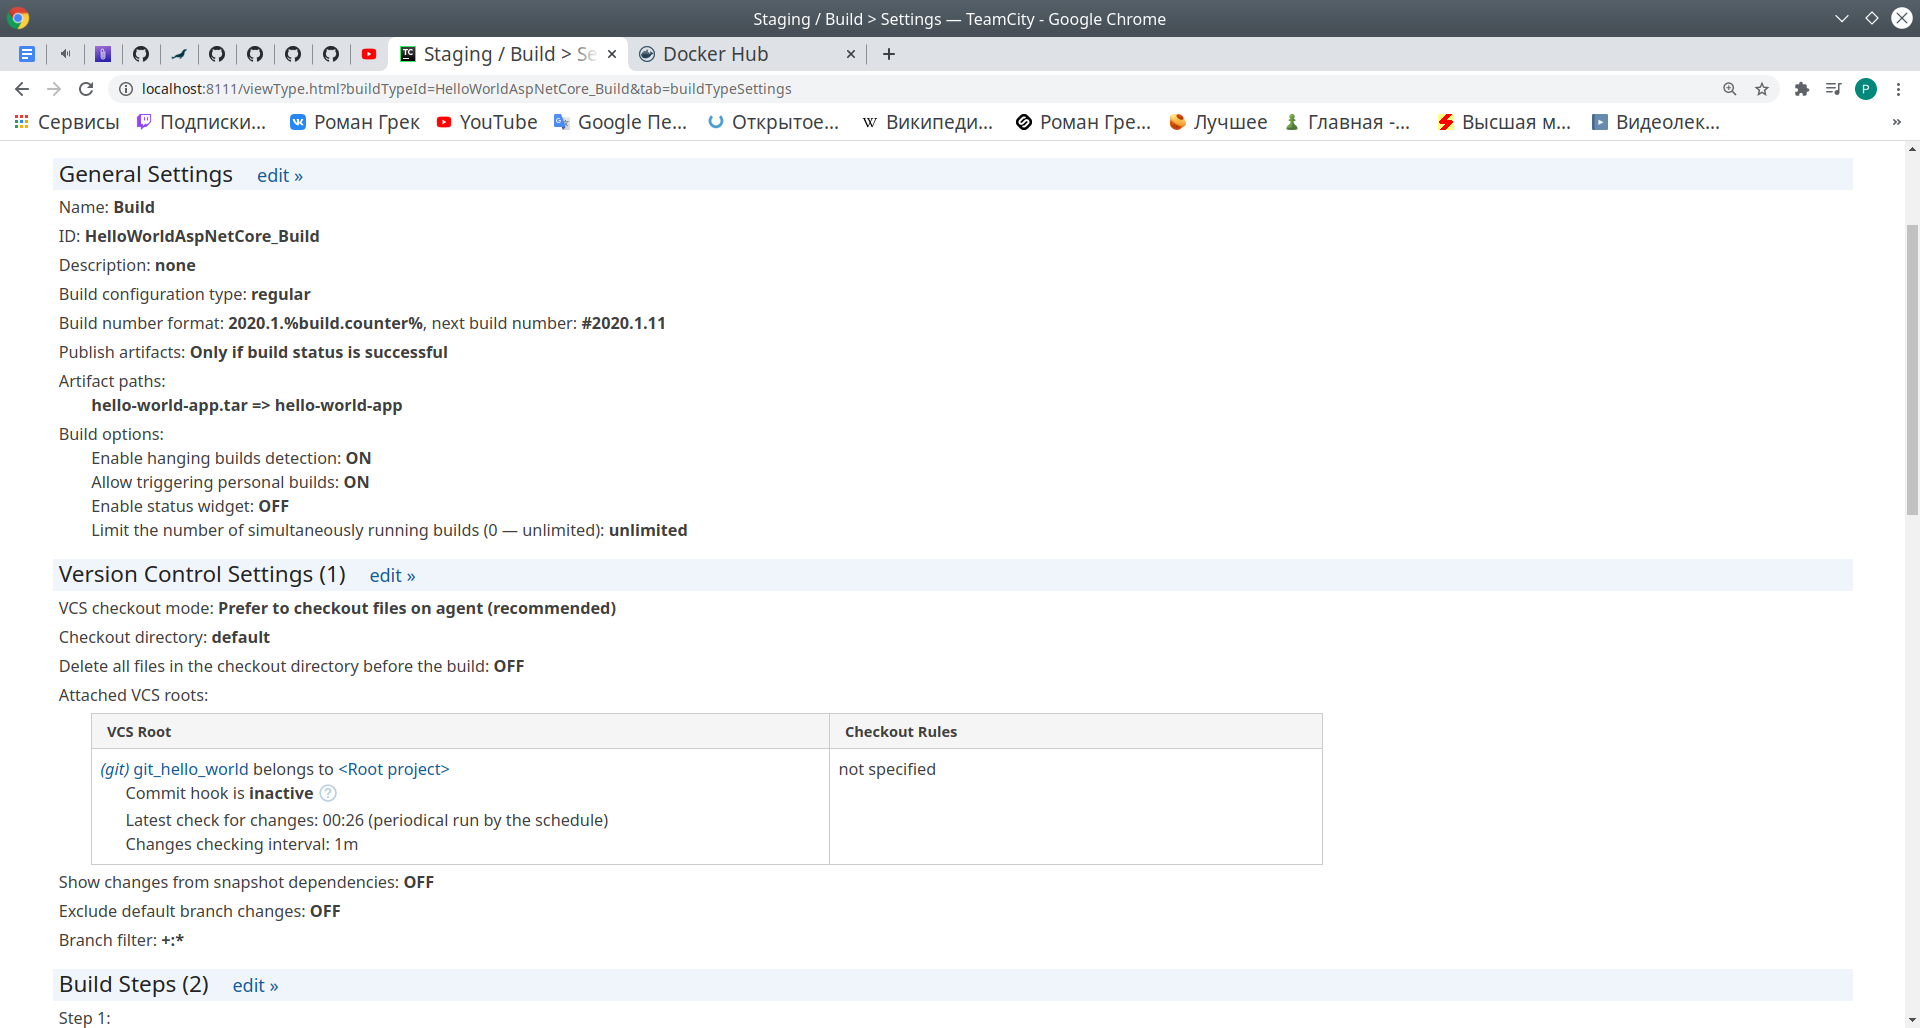 Staging / Build > Settings — TeamCity - Google Chrome
Staging / Build > Se
Docker Hub
localhost:8111/viewType.html?buildTypeId=HelloWorldAspNetCore_Build&tab=buildTypeSettings
P
Сервисы Подписки... Роман Грек YouTube Google Пе... Открытое... Википеди... Роман Гре... Лучшее Главная -... Высшая м... Видеолек... »
General Settings edit »
Name: Build
ID: HelloWorldAspNetCore_Build
Description: none
Build configuration type: regular
Build number format: 2020.1.%build.counter%, next build number: #2020.1.11
Publish artifacts: Only if build status is successful
Artifact paths:
hello-world-app.tar => hello-world-app
Build options:
Enable hanging builds detection: ON
Allow triggering personal builds: ON
Enable status widget: OFF
Limit the number of simultaneously running builds (0 — unlimited): unlimited
Version Control Settings (1) edit »
VCS checkout mode: Prefer to checkout files on agent (recommended)
Checkout directory: default
Delete all files in the checkout directory before the build: OFF
Attached VCS roots:
VCS Root Checkout Rules
(git) git_hello_world belongs to <Root project> not specified
Commit hook is inactive ?
Latest check for changes: 00:26 (periodical run by the schedule)
Changes checking interval: 1m
Show changes from snapshot dependencies: OFF
Exclude default branch changes: OFF
Branch filter: +:*
Build Steps (2) edit »
Step 1: